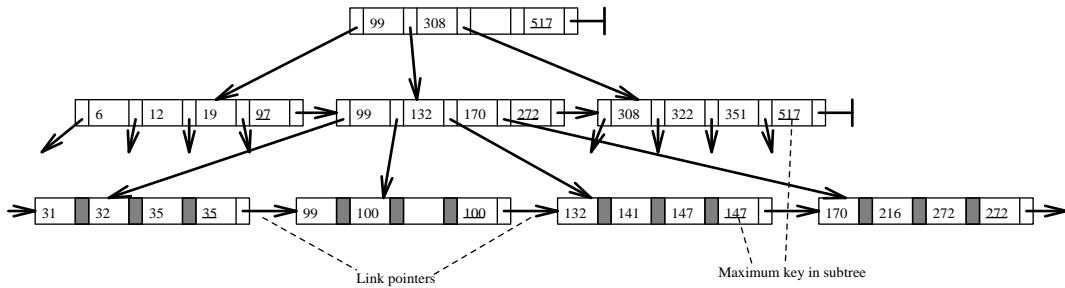 99 308 517
6 12 19 97 99 132 170 272 308 322 351 517
31 32 35 35 99 100 100 132 141 147 147 170 216 272 272
Link pointers Maximum key in subtree